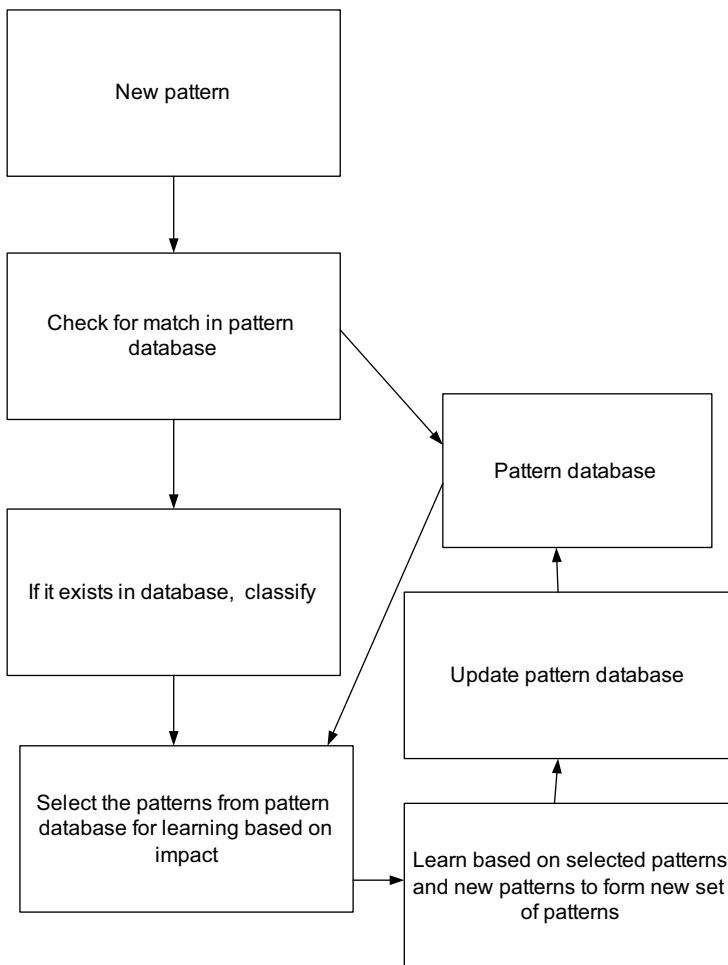 New pattern
Check for match in pattern
database
Pattern database
If it exists in database, classify
Update pattern database
Select the patterns from pattern
database for learning based on
impact
Learn based on selected patterns
and new patterns to form new set
of patterns